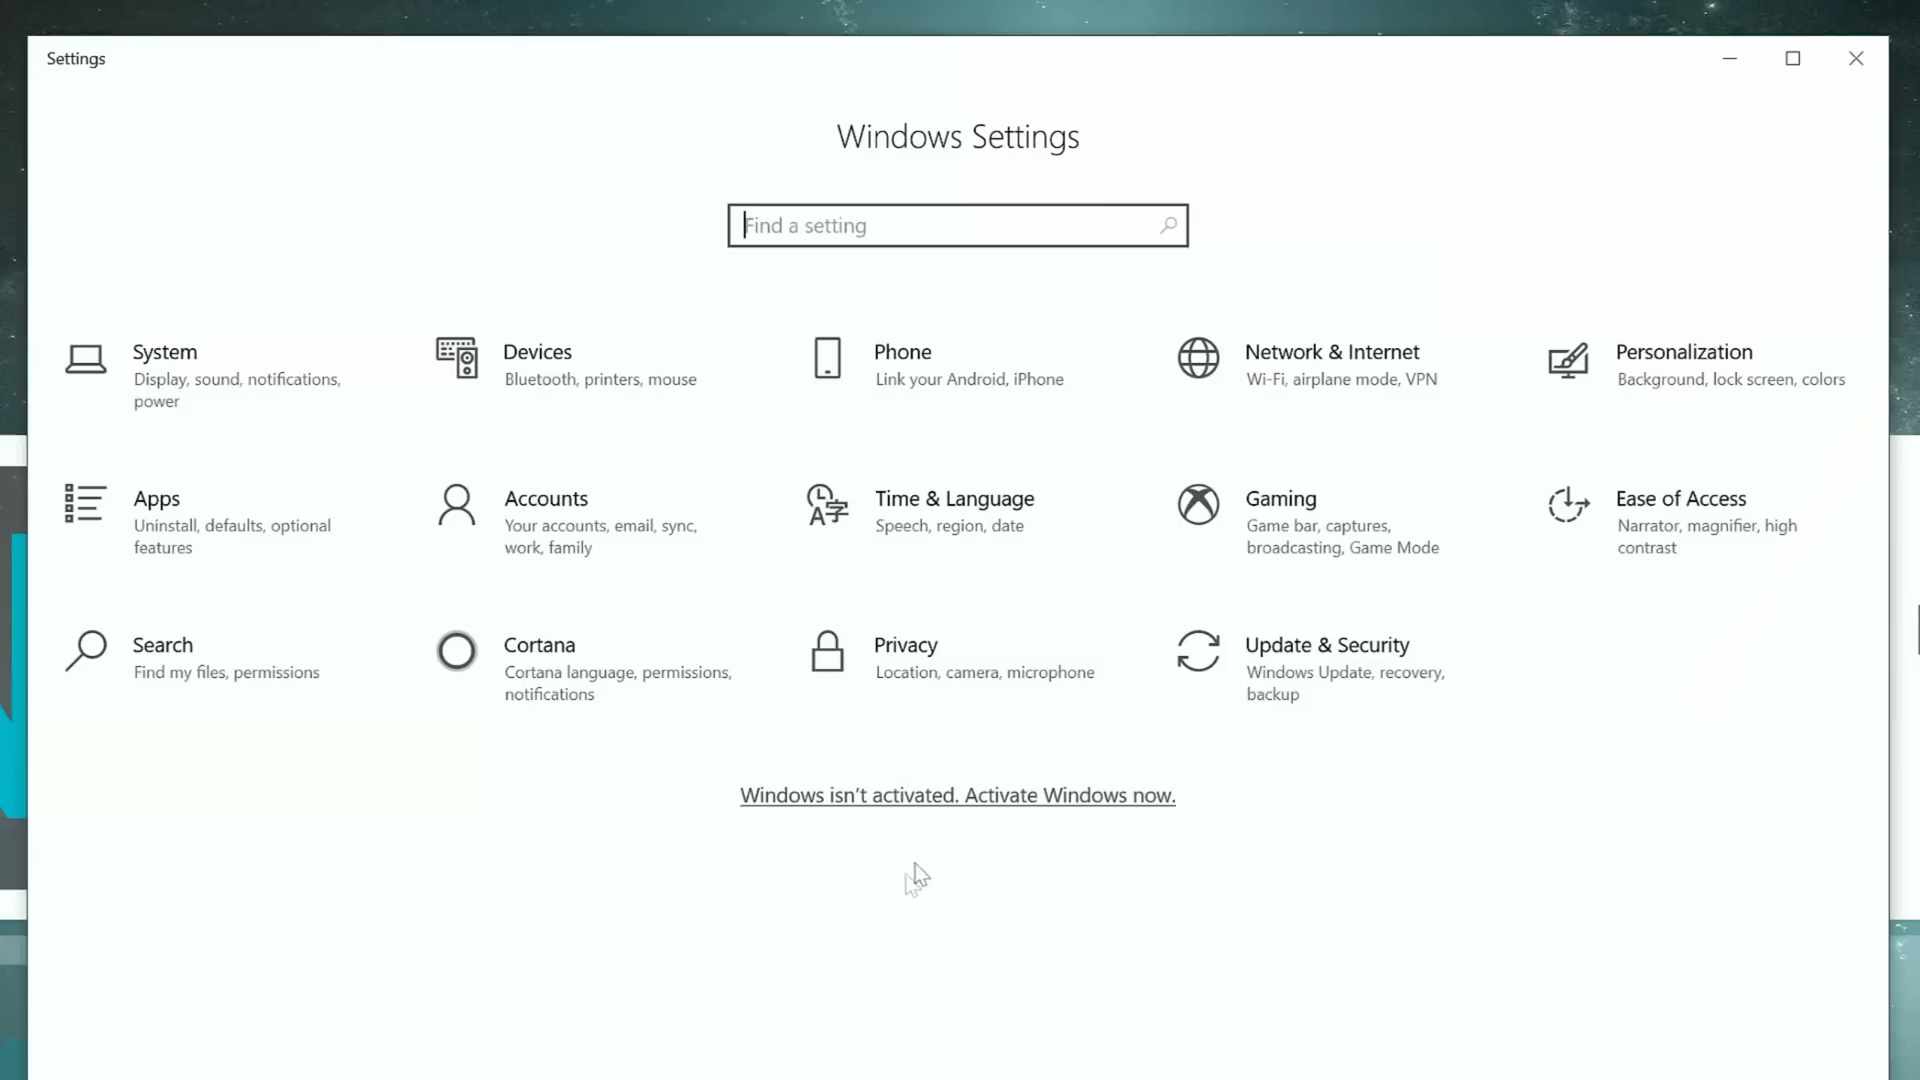 Settings
Windows Settings
Find a setting
System
Display, sound, notifications,
power
Devices
Bluetooth, printers, mouse
Phone
Link your Android, iPhone
Network & Internet
Wi-Fi, airplane mode, VPN
Personalization
Background, lock screen, colors
Apps
Uninstall, defaults, optional
features
Accounts
Your accounts, email, sync,
work, family
Time & Language
Speech, region, date
Gaming
Game bar, captures,
broadcasting, Game Mode
Ease of Access
Narrator, magnifier, high
contrast
Search
Find my files, permissions
Cortana
Cortana language, permissions,
notifications
Privacy
Location, camera, microphone
Update & Security
Windows Update, recovery,
backup
Windows isn't activated. Activate Windows now.